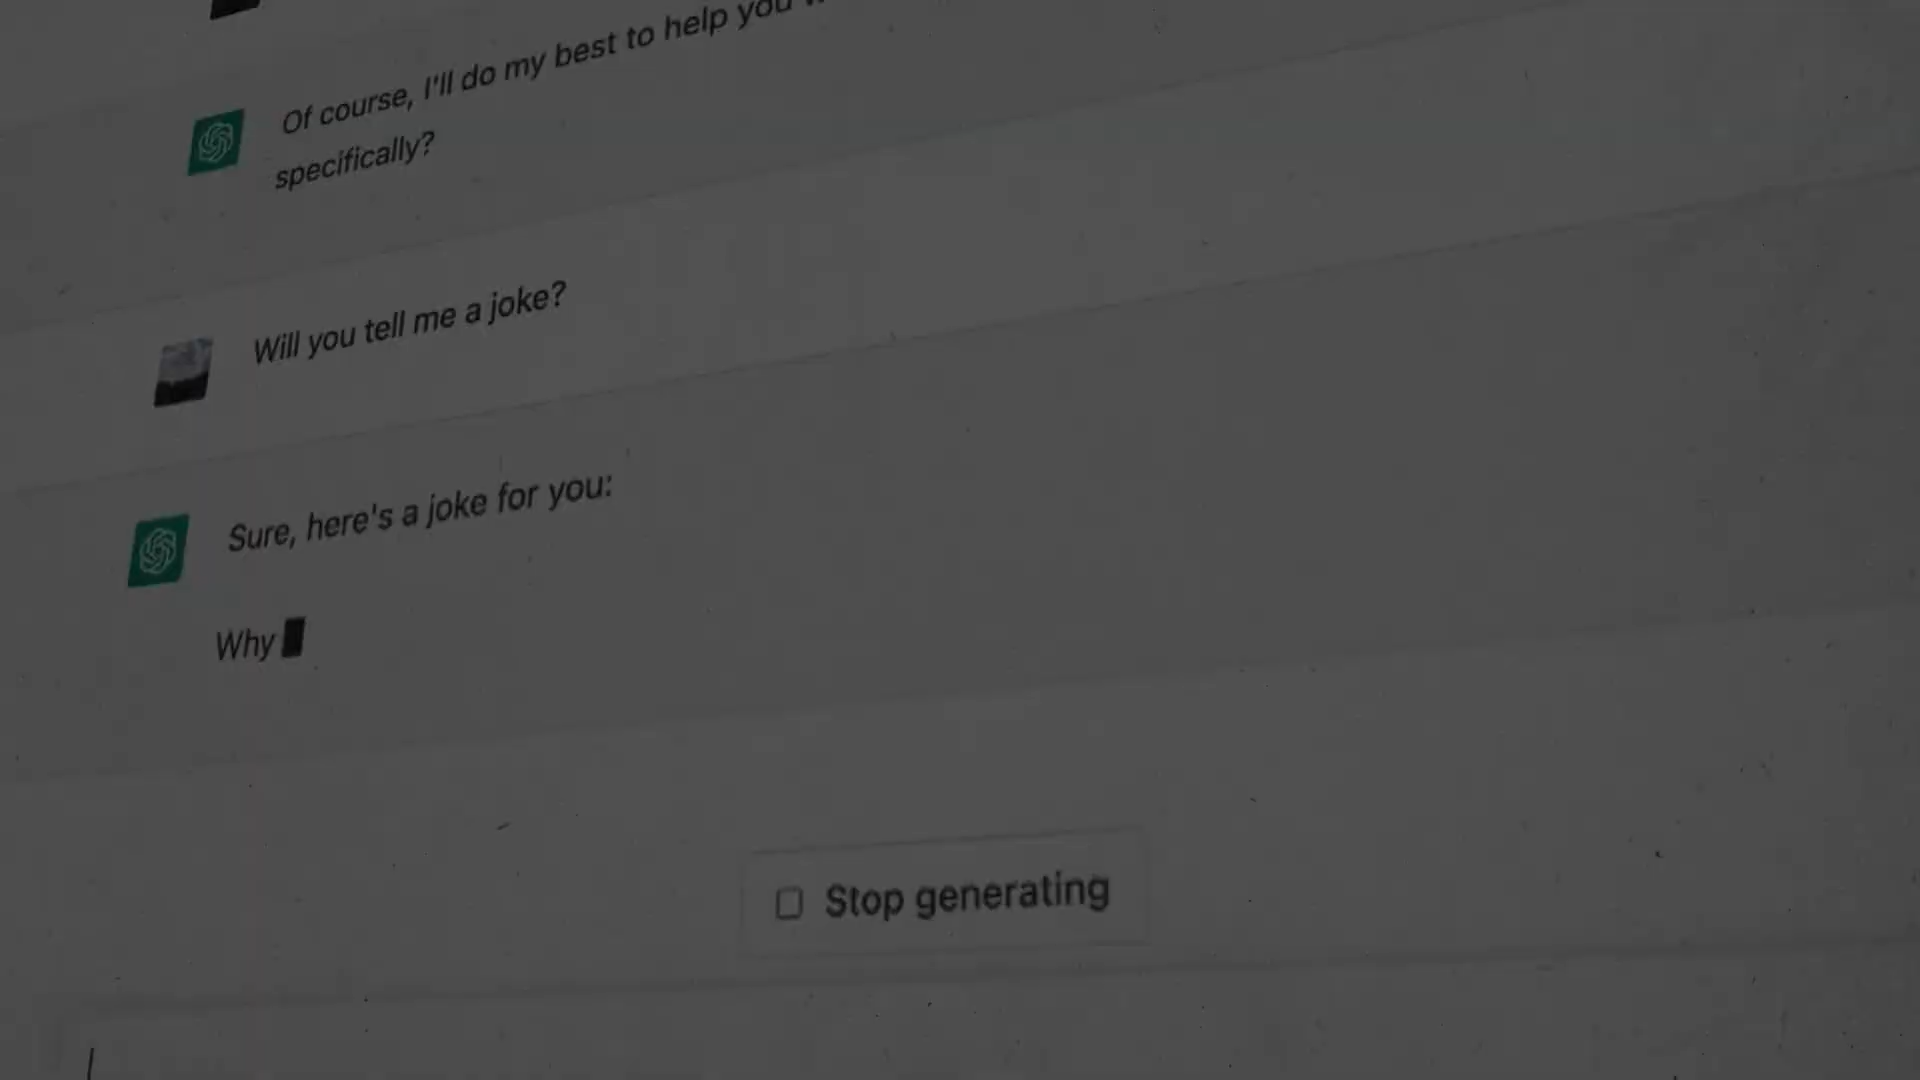 Of course, I'll do my best to help you
specifically?
Will you tell me a joke?
Sure, here's a joke for you:
Why
Stop generating